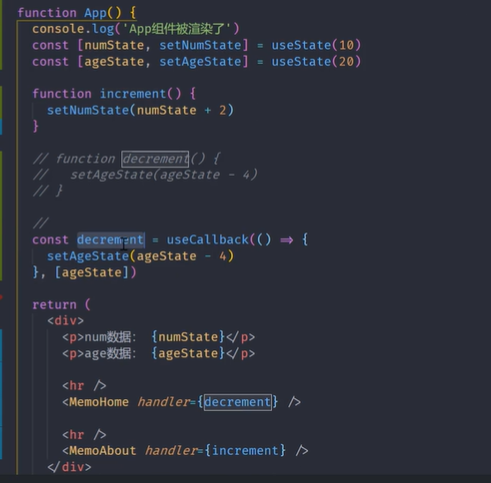 function App() {
console.log('App组件被渲染了')
const [numState, setNumState] = useState(10)
const [ageState, setAgeState] = useState(20)
function increment() {
setNumState(numState + 2)
}
// function decrement() {
//   setAgeState(ageState - 4)
// }
//
const decrement = useCallback(() => {
setAgeState(ageState - 4)
}, [ageState])
return (
<div>
<p>num数据： {numState}</p>
<p>age数据： {ageState}</p>
<hr />
<MemoHome handler={decrement} />
<hr />
<MemoAbout handler={increment} />
</div>